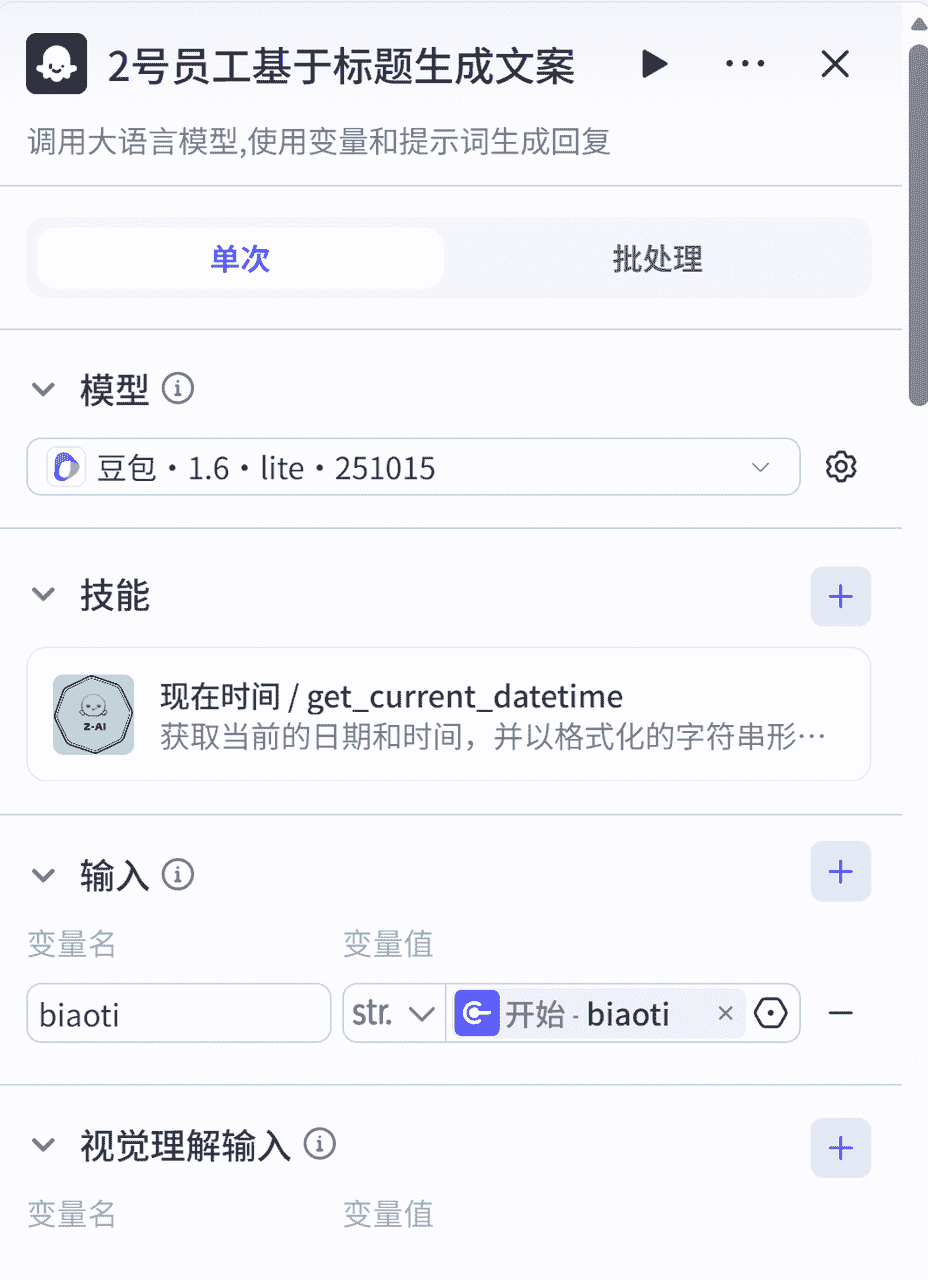 2号员工基于标题生成文案
调用大语言模型,使用变量和提示词生成回复
单次 批处理
模型
豆包·1.6·lite·251015
技能
现在时间 / get_current_datetime
获取当前的日期和时间，并以格式化的字符串形…
Z-AI
输入
变量名 变量值
biaoti str. 开始 - biaoti
视觉理解输入
变量名 变量值